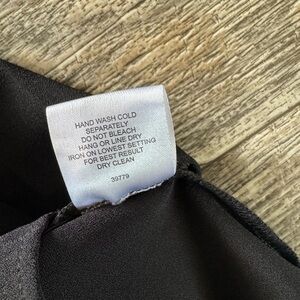 HAND WASH COLD
SEPARATELY
DO NOT BLEACH
HANG OR LINE DRY
IRON ON LOWEST SETTING
FOR BEST RESULT
DRY CLEAN
39779